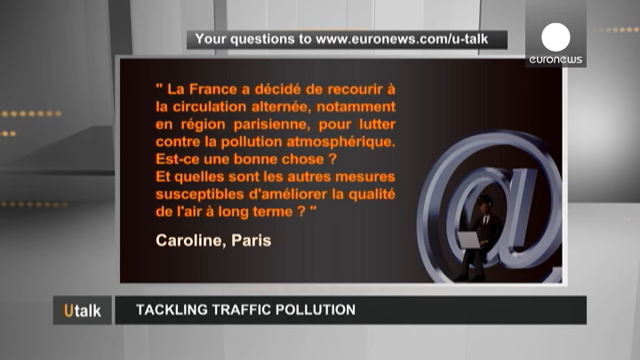 Your questions to www.euronews.com/u-talk
euronews
" La France a décidé de recourir à
la circulation alternée, notamment
en région parisienne, pour lutter
contre la pollution atmosphérique.
Est-ce une bonne chose ?
Et quelles sont les autres mesures
susceptibles d'améliorer la qualité
de l'air à long terme ? "
Caroline, Paris
@
Utalk
TACKLING TRAFFIC POLLUTION